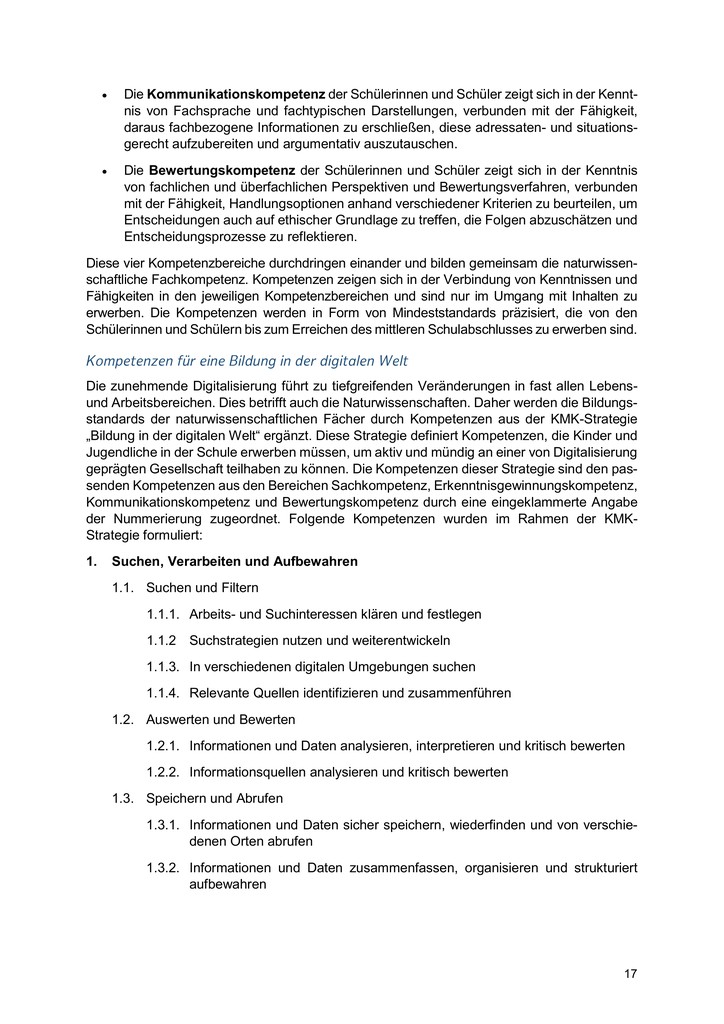 • Die Kommunikationskompetenz der Schülerinnen und Schüler zeigt sich in der Kennt-
nis von Fachsprache und fachtypischen Darstellungen, verbunden mit der Fähigkeit,
daraus fachbezogene Informationen zu erschließen, diese adressaten- und situations-
gerecht aufzubereiten und argumentativ auszutauschen.
• Die Bewertungskompetenz der Schülerinnen und Schüler zeigt sich in der Kenntnis
von fachlichen und überfachlichen Perspektiven und Bewertungsverfahren, verbunden
mit der Fähigkeit, Handlungsoptionen anhand verschiedener Kriterien zu beurteilen, um
Entscheidungen auch auf ethischer Grundlage zu treffen, die Folgen abzuschätzen und
Entscheidungsprozesse zu reflektieren.
Diese vier Kompetenzbereiche durchdringen einander und bilden gemeinsam die naturwissen-
schaftliche Fachkompetenz. Kompetenzen zeigen sich in der Verbindung von Kenntnissen und
Fähigkeiten in den jeweiligen Kompetenzbereichen und sind nur im Umgang mit Inhalten zu
erwerben. Die Kompetenzen werden in Form von Mindeststandards präzisiert, die von den
Schülerinnen und Schülern bis zum Erreichen des mittleren Schulabschlusses zu erwerben sind.
Kompetenzen für eine Bildung in der digitalen Welt
Die zunehmende Digitalisierung führt zu tiefgreifenden Veränderungen in fast allen Lebens-
und Arbeitsbereichen. Dies betrifft auch die Naturwissenschaften. Daher werden die Bildungs-
standards der naturwissenschaftlichen Fächer durch Kompetenzen aus der KMK-Strategie
„Bildung in der digitalen Welt“ ergänzt. Diese Strategie definiert Kompetenzen, die Kinder und
Jugendliche in der Schule erwerben müssen, um aktiv und mündig an einer von Digitalisierung
geprägten Gesellschaft teilhaben zu können. Die Kompetenzen dieser Strategie sind den pas-
senden Kompetenzen aus den Bereichen Sachkompetenz, Erkenntnisgewinnungskompetenz,
Kommunikationskompetenz und Bewertungskompetenz durch eine eingeklammerte Angabe
der Nummerierung zugeordnet. Folgende Kompetenzen wurden im Rahmen der KMK-
Strategie formuliert:
1. Suchen, Verarbeiten und Aufbewahren
1.1. Suchen und Filtern
1.1.1. Arbeits- und Suchinteressen klären und festlegen
1.1.2 Suchstrategien nutzen und weiterentwickeln
1.1.3. In verschiedenen digitalen Umgebungen suchen
1.1.4. Relevante Quellen identifizieren und zusammenführen
1.2. Auswerten und Bewerten
1.2.1. Informationen und Daten analysieren, interpretieren und kritisch bewerten
1.2.2. Informationsquellen analysieren und kritisch bewerten
1.3. Speichern und Abrufen
1.3.1. Informationen und Daten sicher speichern, wiederfinden und von verschie-
denen Orten abrufen
1.3.2. Informationen und Daten zusammenfassen, organisieren und strukturiert
aufbewahren
17